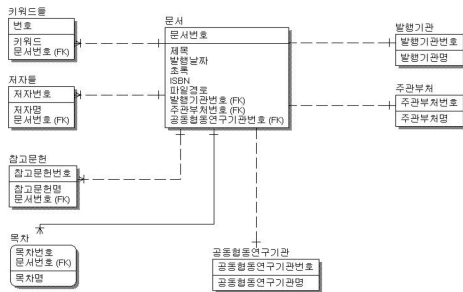 키워드들
번호
키워드
문서번호 (FK)
저자들
저자번호
저자명
문서번호 (FK)
참고문헌
참고문헌번호
참고문헌명
문서번호 (FK)
목차
목차번호
문서번호 (FK)
목차명
문서
문서번호
제목
발행날짜
초록
ISBN
파일경로
발행기관번호 (FK)
주관부처번호 (FK)
공동협동연구기관번호 (FK)
공동협동연구기관
공동협동연구기관번호
공동협동연구기관명
발행기관
발행기관번호
발행기관명
주관부처
주관부처번호
주관부처명